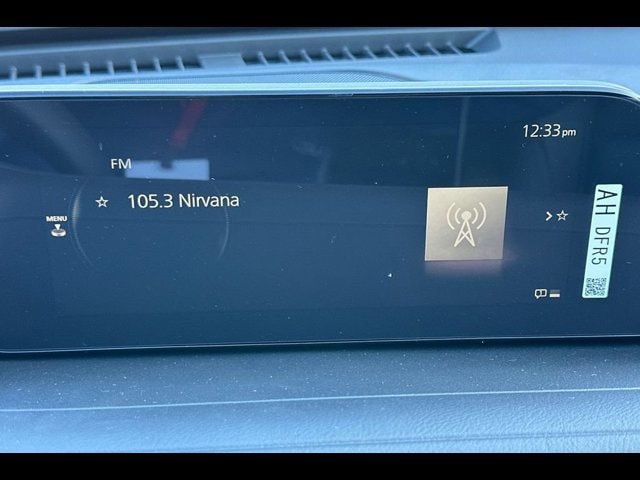 12:33pm
FM
105.3 Nirvana
MENU
AH DFR5